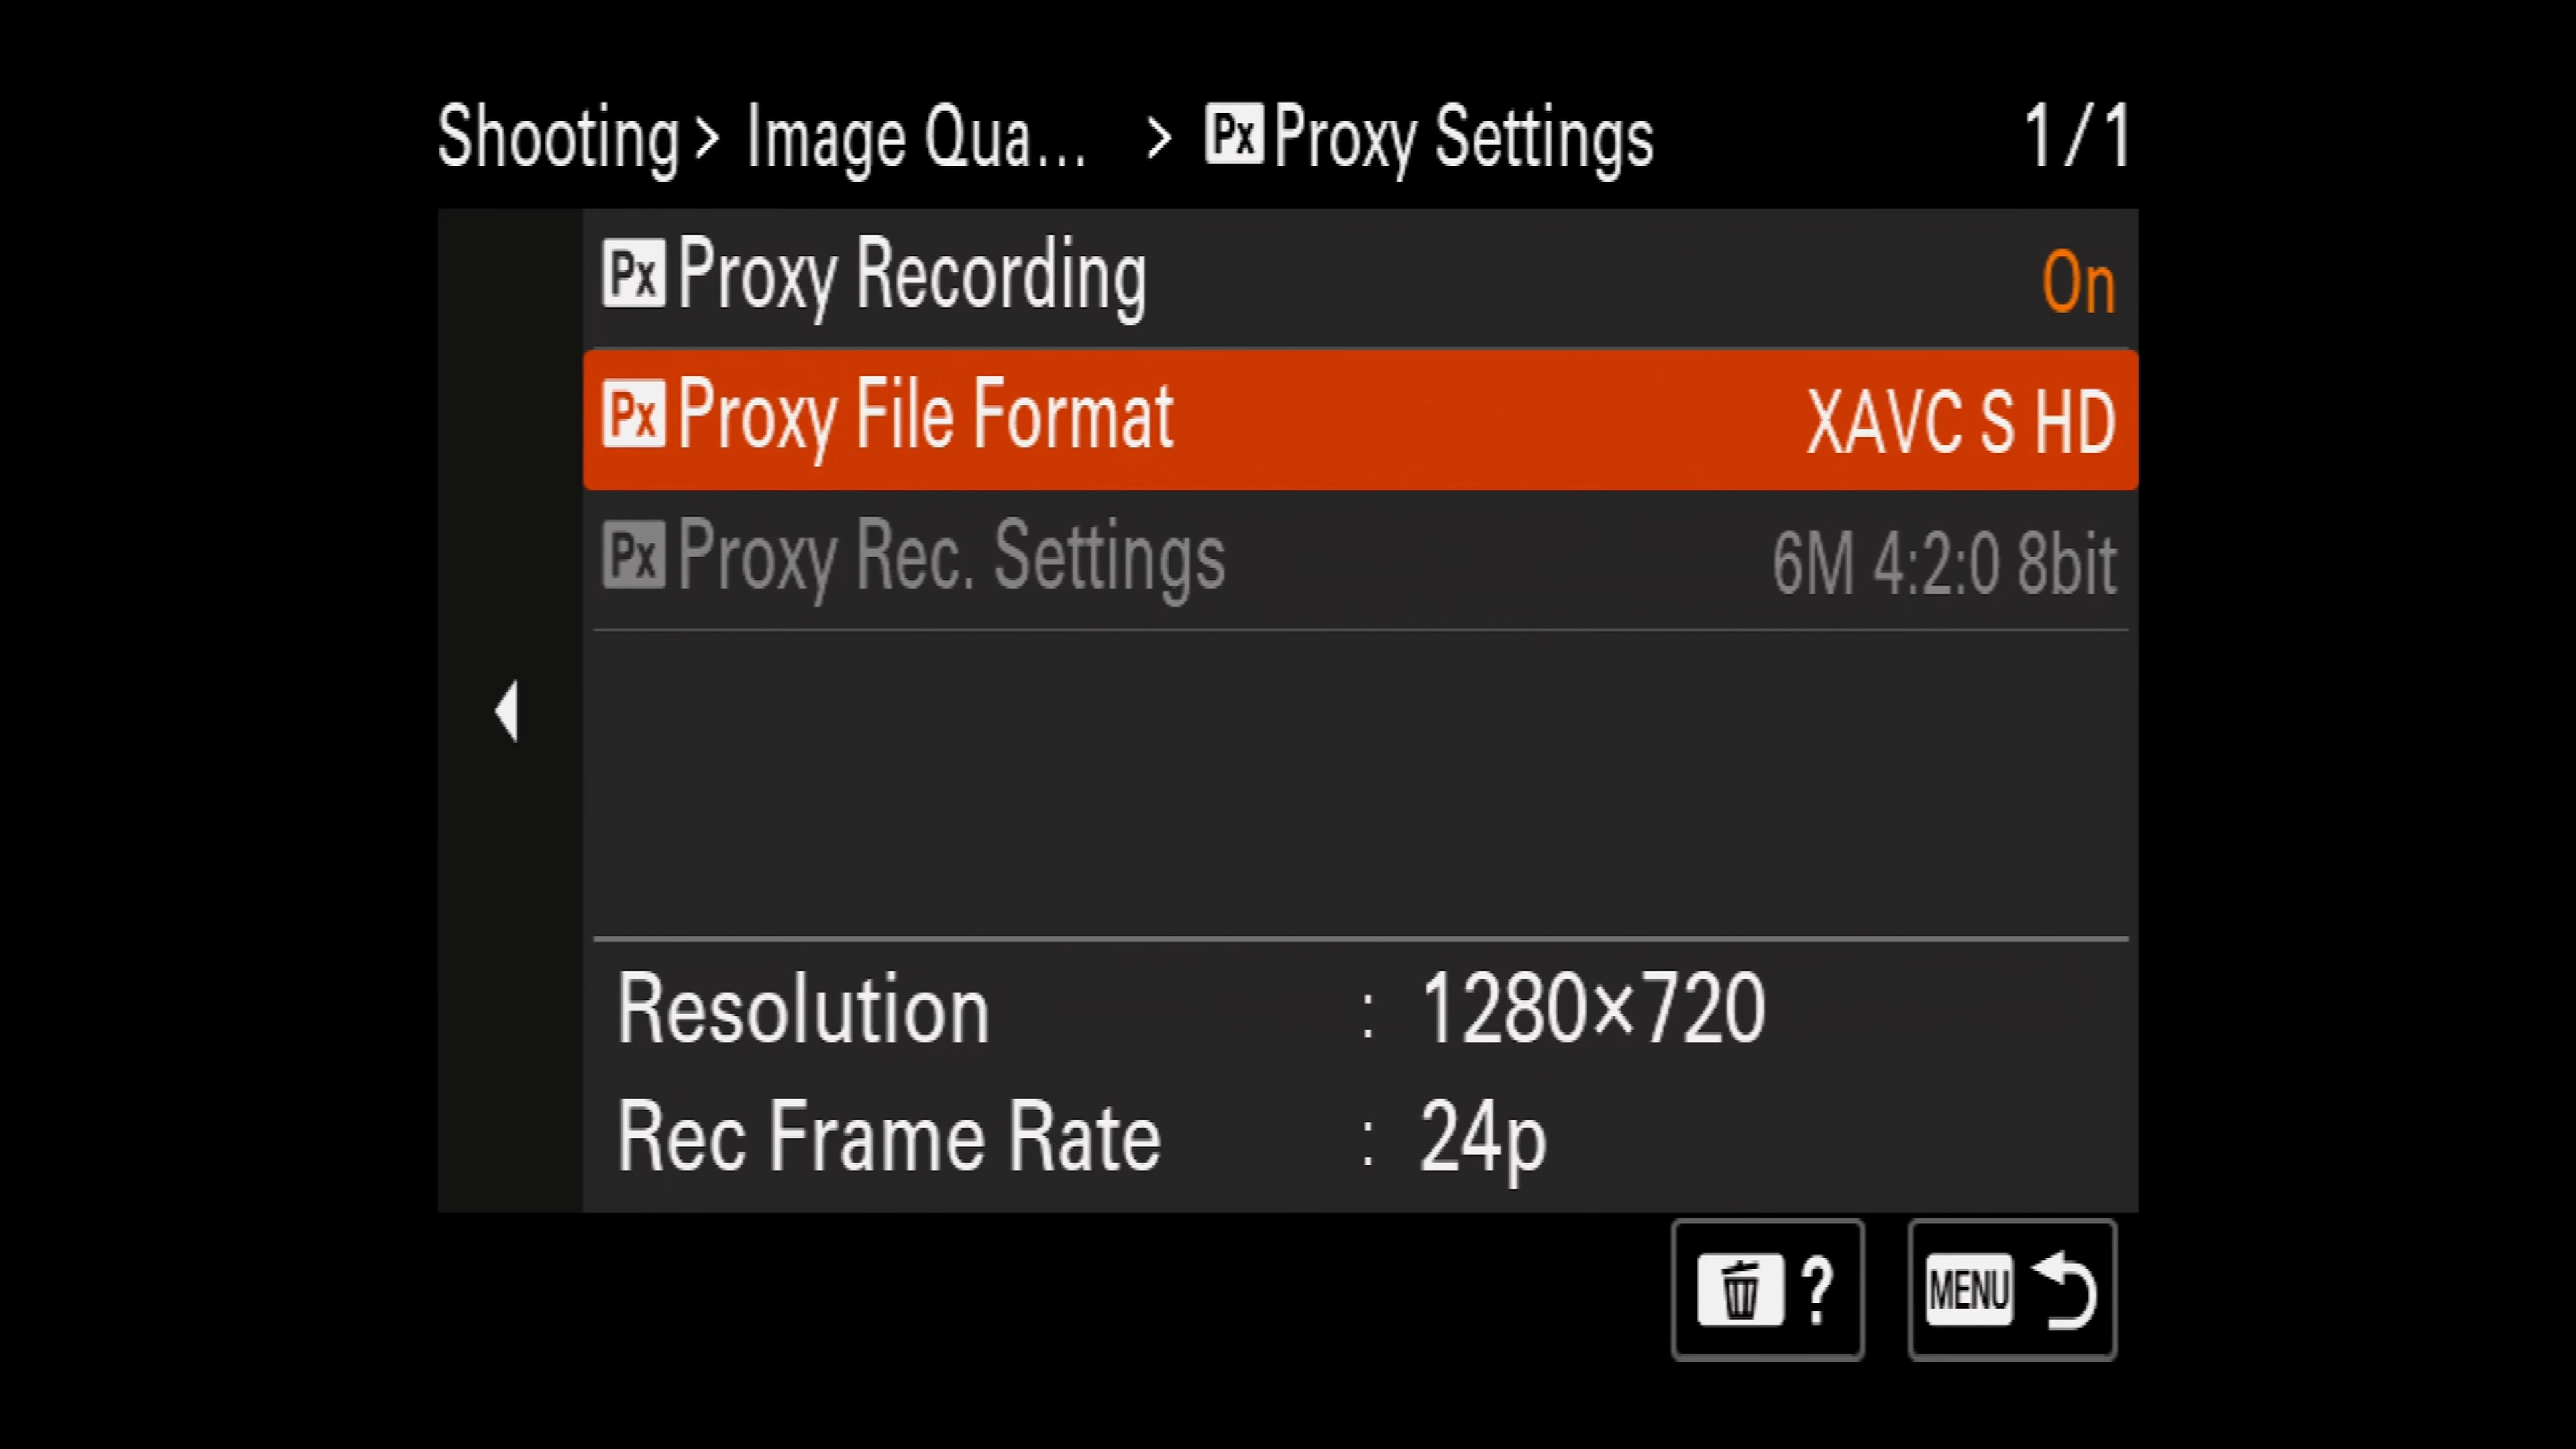 Shooting> Image Qua... > Px Proxy Settings 1/1
Px Proxy Recording On
Px Proxy File Format XAVC S HD
Px Proxy Rec. Settings 6M 4:2:0 8bit
Resolution : 1280×720
Rec Frame Rate : 24p
? MENU